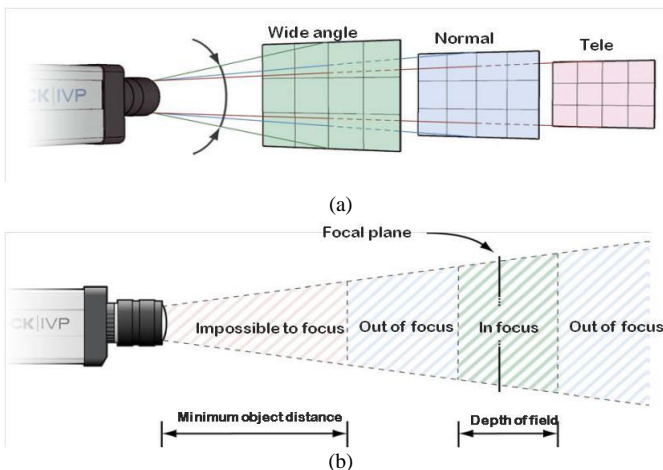 Wide angle
Normal
Tele
CK|IVP
(a)
Focal plane
CK|IVP
Impossible to focus
Out of focus
In focus
Out of focus
Minimum object distance
Depth of field
(b)